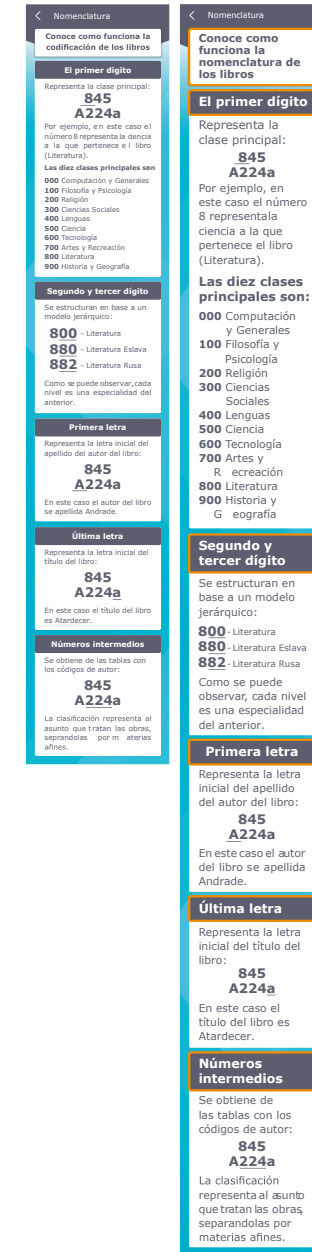 Nomenclatura
Conoce como funciona la
codificación de los libros
El primer dígito
Representa la clase principal:
845
A224a
Por ejemplo, en este caso el
número 8 representa la ciencia
a la que pertenece e l libro
(Literatura).
Las diez clases principales son
000 Computación y Generales
100 Filosofía y Psicología
200 Religión
300 Ciencias Sociales
400 Lenguas
500 Ciencia
600 Tecnología
700 Artes y Recreación
800 Literatura
900 Historia y Geografía
Segundo y tercer dígito
Se estructuran en base a un
modelo jerárquico:
800 - Literatura
880 - Literatura Eslava
882 - Literatura Rusa
Como se puede observar, cada
nivel es una especialidad del
anterior.
Primera letra
Representa la letra inicial del
apellido del autor del libro:
845
A224a
En este caso el autor del libro
se apellida Andrade.
Última letra
Representa la letra inicial del
título del libro:
845
A224a
En este caso el título del libro
es Atardecer.
Números intermedios
Se obtiene de las tablas con
los códigos de autor:
845
A224a
La clasificación representa al
asunto que tratan las obras,
seprandolas por m aterias
afines.
Nomenclatura
Conoce como
funciona la
nomenclatura de
los libros
El primer dígito
Representa la
clase principal:
845
A224a
Por ejemplo, en
este caso el número
8 representala
ciencia a la que
pertenece el libro
(Literatura).
Las diez clases
principales son:
000 Computación
y Generales
100 Filosofía y
Psicología
200 Religión
300 Ciencias
Sociales
400 Lenguas
500 Ciencia
600 Tecnología
700 Artes y
R ecreación
800 Literatura
900 Historia y
G eografía
Segundo y
tercer dígito
Se estructuran en
base a un modelo
jerárquico:
800 - Literatura
880 - Literatura Eslava
882 - Literatura Rusa
Como se puede
observar, cada nivel
es una especialidad
del anterior.
Primera letra
Representa la letra
inicial del apellido
del autor del libro:
845
A224a
En este caso el autor
del libro se apellida
Andrade.
Última letra
Representa la letra
inicial del título del
libro:
845
A224a
En este caso el
título del libro es
Atardecer.
Números
intermedios
Se obtiene de
las tablas con los
códigos de autor:
845
A224a
La clasificación
representa al asunto
que tratan las obras,
separandolas por
materias afines.